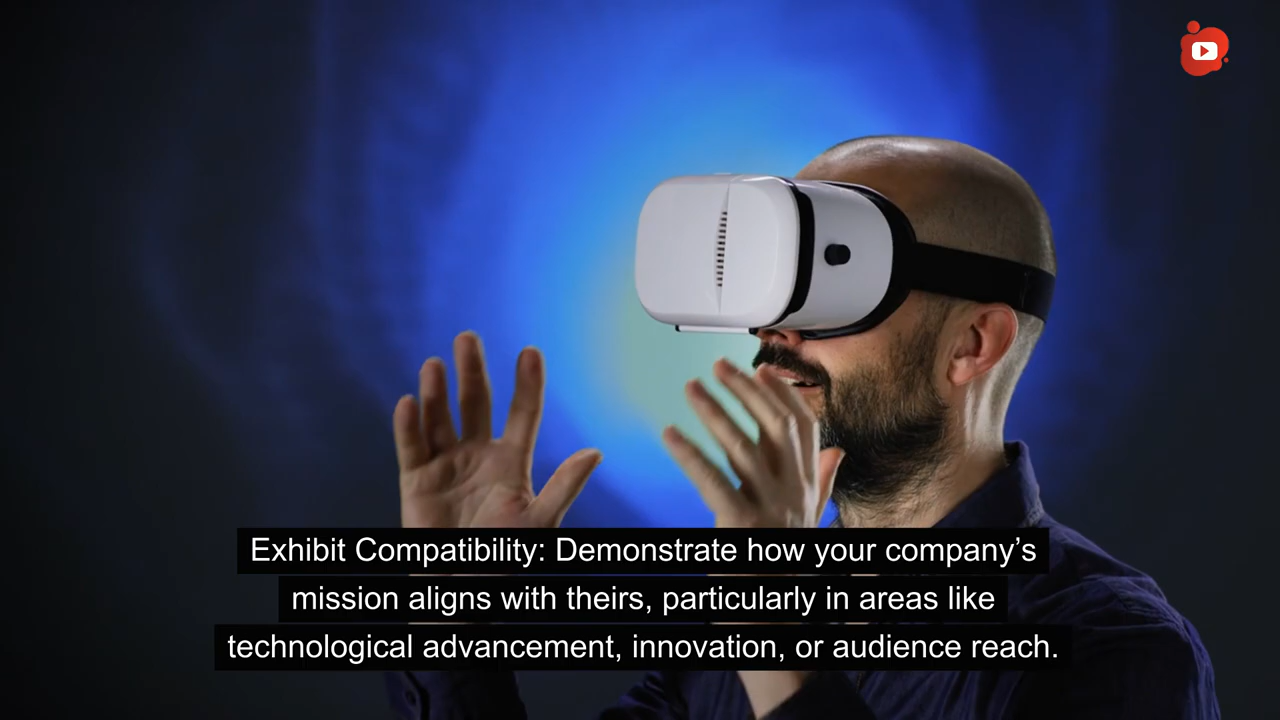 Exhibit Compatibility: Demonstrate how your company’s
mission aligns with theirs, particularly in areas like
technological advancement, innovation, or audience reach.